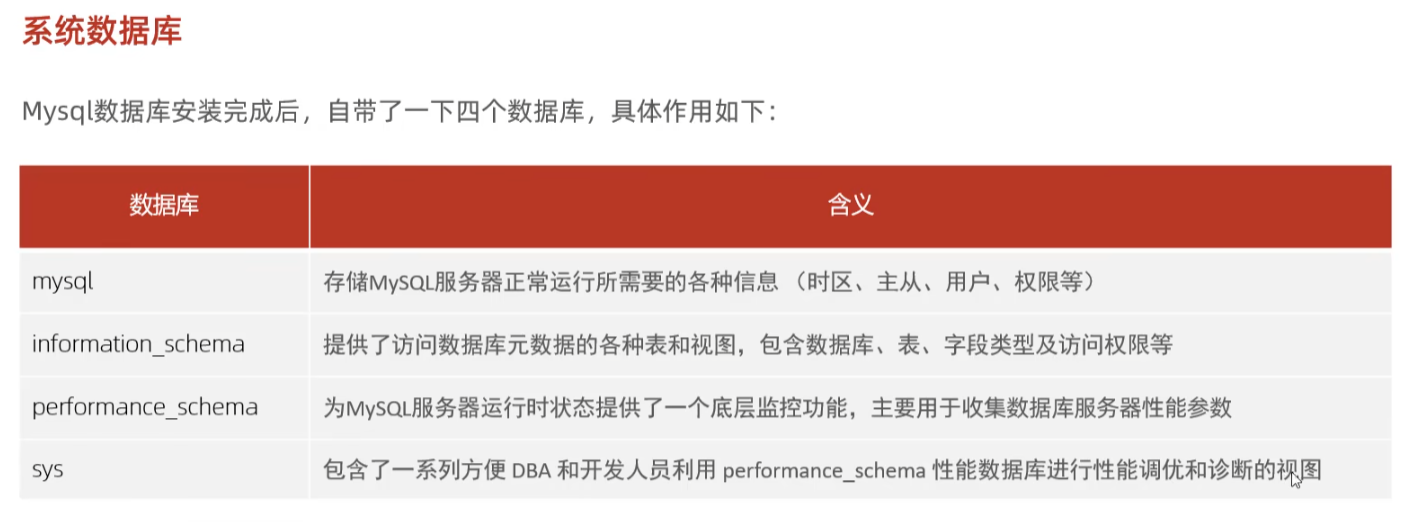 系统数据库
Mysql数据库安装完成后，自带了一下四个数据库，具体作用如下：
数据库 含义
mysql 存储MySQL服务器正常运行所需要的各种信息 （时区、主从、用户、权限等）
information_schema 提供了访问数据库元数据的各种表和视图，包含数据库、表、字段类型及访问权限等
performance_schema 为MySQL服务器运行时状态提供了一个底层监控功能，主要用于收集数据库服务器性能参数
sys 包含了一系列方便 DBA 和开发人员利用 performance_schema 性能数据库进行性能调优和诊断的视图